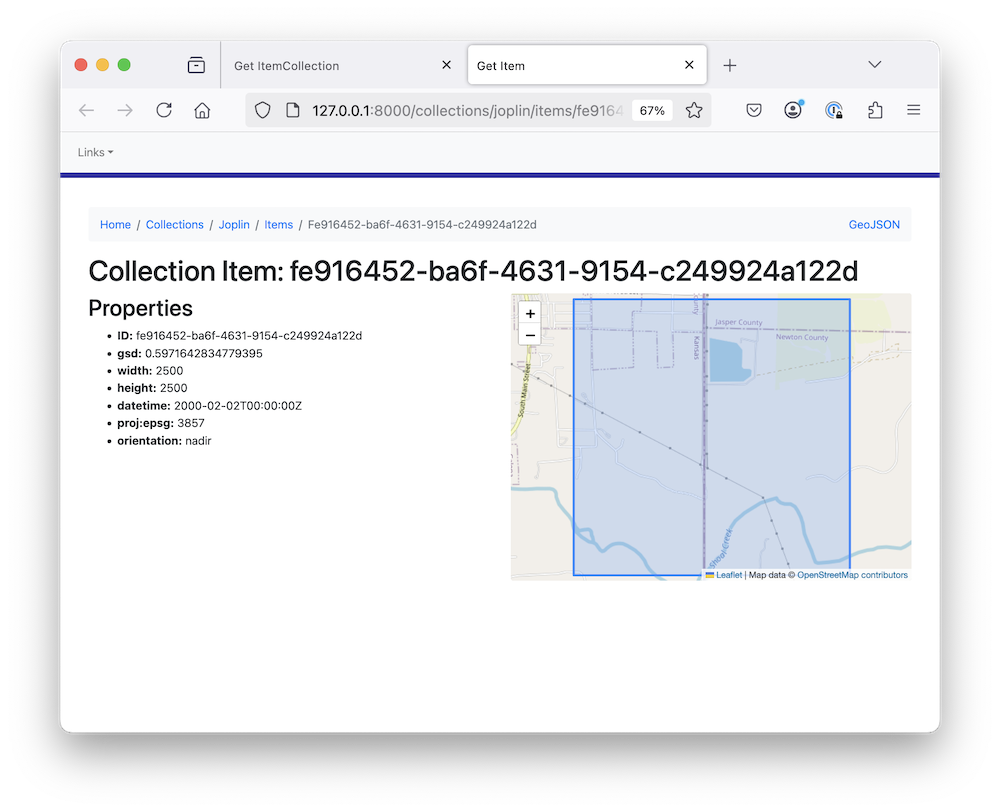 Get ItemCollection
Get Item
127.0.0.1:8000/collections/joplin/items/fe9164
67%
Links
Home / Collections / Joplin / Items / Fe916452-ba6f-4631-9154-c249924a122d
GeoJSON
Collection Item: fe916452-ba6f-4631-9154-c249924a122d
Properties
ID: fe916452-ba6f-4631-9154-c249924a122d
gsd: 0.5971642834779395
width: 2500
height: 2500
datetime: 2000-02-02T00:00:00Z
proj:epsg: 3857
orientation: nadir
+
−
County
Kansas
Jasper County
Newton County
South Main Street
Shoal Creek
Leaflet | Map data © OpenStreetMap contributors